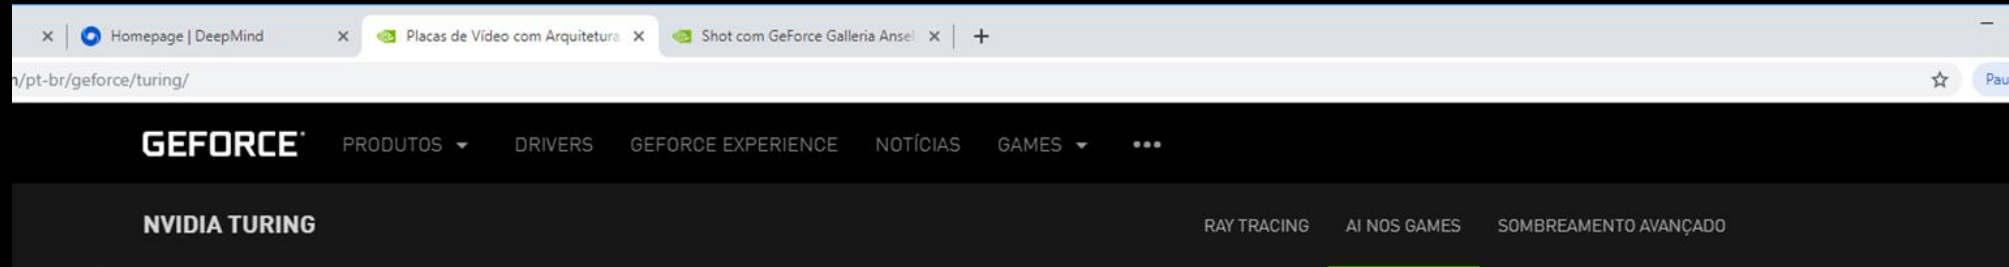 Homepage | DeepMind Placas de Vídeo com Arquitetura Shot com GeForce Galleria Ansel
/pt-br/geforce/turing/ Pau
GEFORCE® PRODUTOS DRIVERS GEFORCE EXPERIENCE NOTÍCIAS GAMES •••
NVIDIA TURING RAY TRACING AI NOS GAMES SOMBREAMENTO AVANÇADO